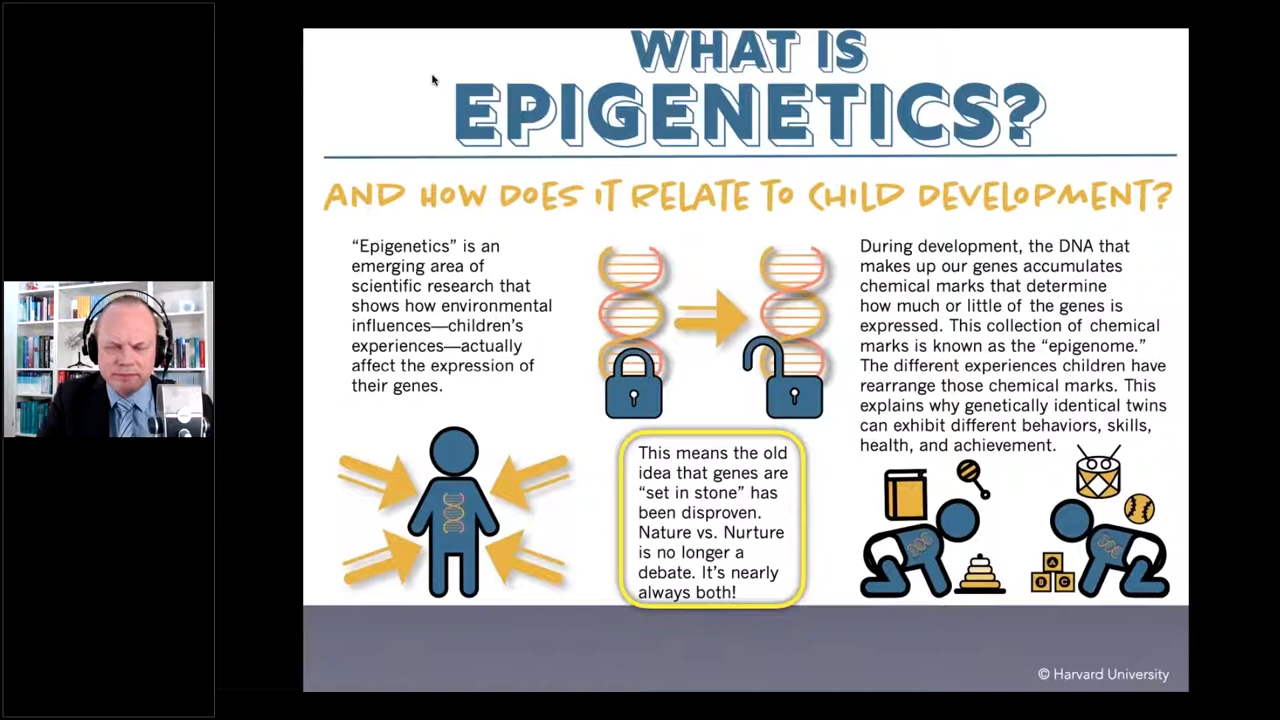 WHAT IS
EPIGENETICS?
AND HOW DOES IT RELATE TO CHILD DEVELOPMENT?
“Epigenetics” is an
emerging area of
scientific research that
shows how environmental
influences—children’s
experiences—actually
affect the expression of
their genes.
This means the old
idea that genes are
“set in stone” has
been disproven.
Nature vs. Nurture
is no longer a
debate. It’s nearly
always both!
During development, the DNA that
makes up our genes accumulates
chemical marks that determine
how much or little of the genes is
expressed. This collection of chemical
marks is known as the “epigenome.”
The different experiences children have
rearrange those chemical marks. This
explains why genetically identical twins
can exhibit different behaviors, skills,
health, and achievement.
A
B C
© Harvard University